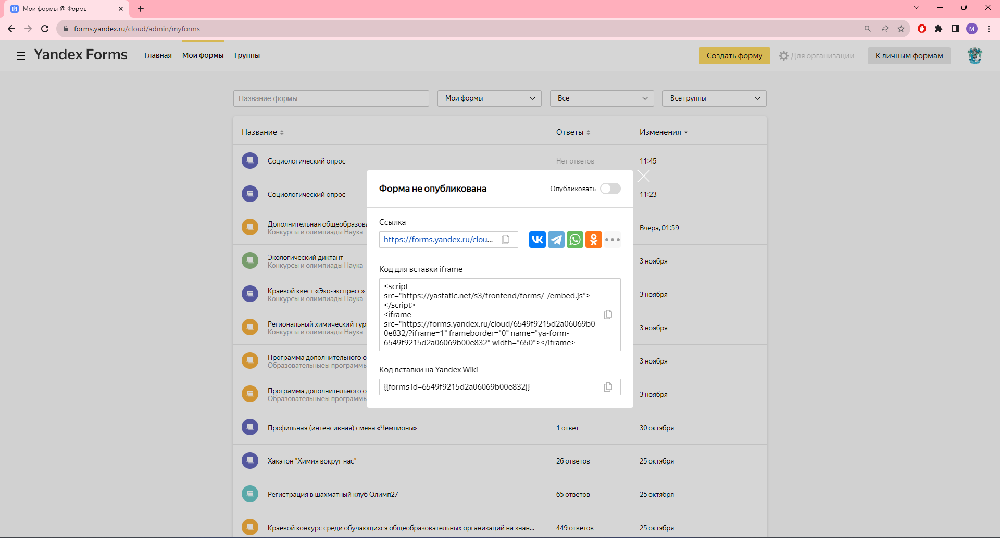 Мои формы @ Формы
forms.yandex.ru/cloud/admin/myforms
M
Yandex Forms
Главная
Мои формы
Группы
Создать форму
Для организации
К личным формам
Название формы
Мои формы
Все
Все группы
Название
Ответы
Изменения
Социологический опрос
Нет ответов
11:45
Форма не опубликована
Опубликовать
Социологический опрос
11:23
Ссылка
https://forms.yandex.ru/clou...
Дополнительная общеобразова
Конкурсы и олимпиады Наука
Вчера, 01:59
Экологический диктант
Конкурсы и олимпиады Наука
3 ноября
Код для вставки iframe
<script
src="https://yastatic.net/s3/frontend/forms/_/embed.js">
</script>
<iframe
src="https://forms.yandex.ru/cloud/6549f9215d2a06069b0
0e832/?iframe=1" frameborder="0" name="ya-form-
6549f9215d2a06069b00e832" width="650"></iframe>
Краевой квест «Эко-экспресс»
Конкурсы и олимпиады Наука
3 ноября
Региональный химический тур
Конкурсы и олимпиады Наука
3 ноября
Программа дополнительного о
Образовательныеы программы
3 ноября
Код вставки на Yandex Wiki
{{forms id=6549f9215d2a06069b00e832}}
Программа дополнительного о
Образовательныеы программы
3 ноября
Профильная (интенсивная) смена «Чемпионы»
1 ответ
30 октября
Хакатон "Химия вокруг нас"
26 ответов
25 октября
Регистрация в шахматный клуб Олимп27
65 ответов
25 октября
Краевой конкурс среди обучающихся общеобразовательных организаций на знан...
449 ответов
25 октября